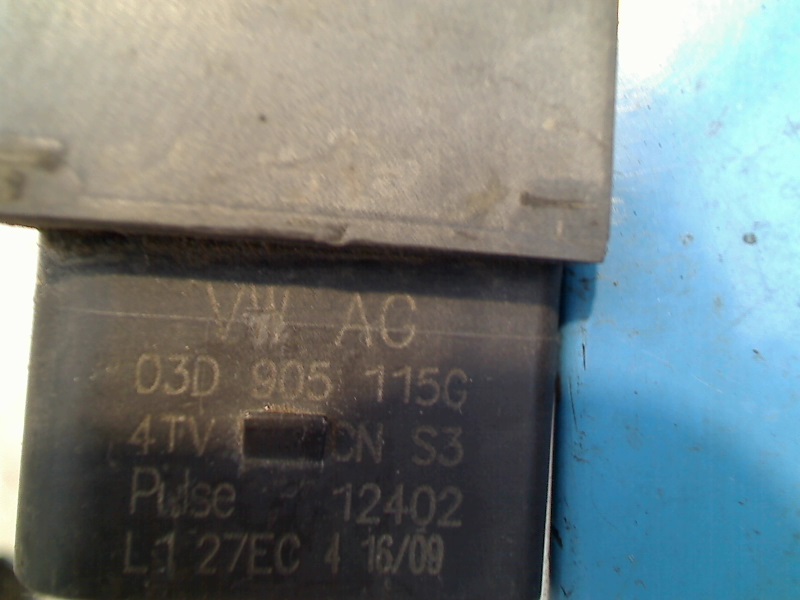 VW AG
03D 905 115G
4TV CN S3
Pulse 12402
L1 27EC 4 16/09